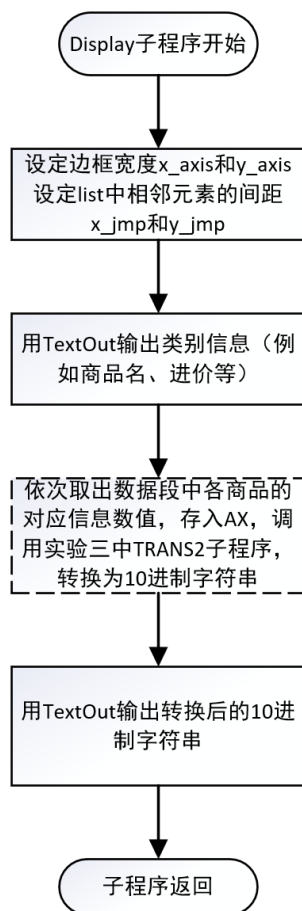 Display子程序开始
设定边框宽度x_axis和y_axis
设定list中相邻元素的间距
x_jmp和y_jmp
用TextOut输出类别信息（例
如商品名、进价等）
依次取出数据段中各商品的
对应信息数值，存入AX，调
用实验三中TRANS2子程序，
转换为10进制字符串
用TextOut输出转换后的10进
制字符串
子程序返回